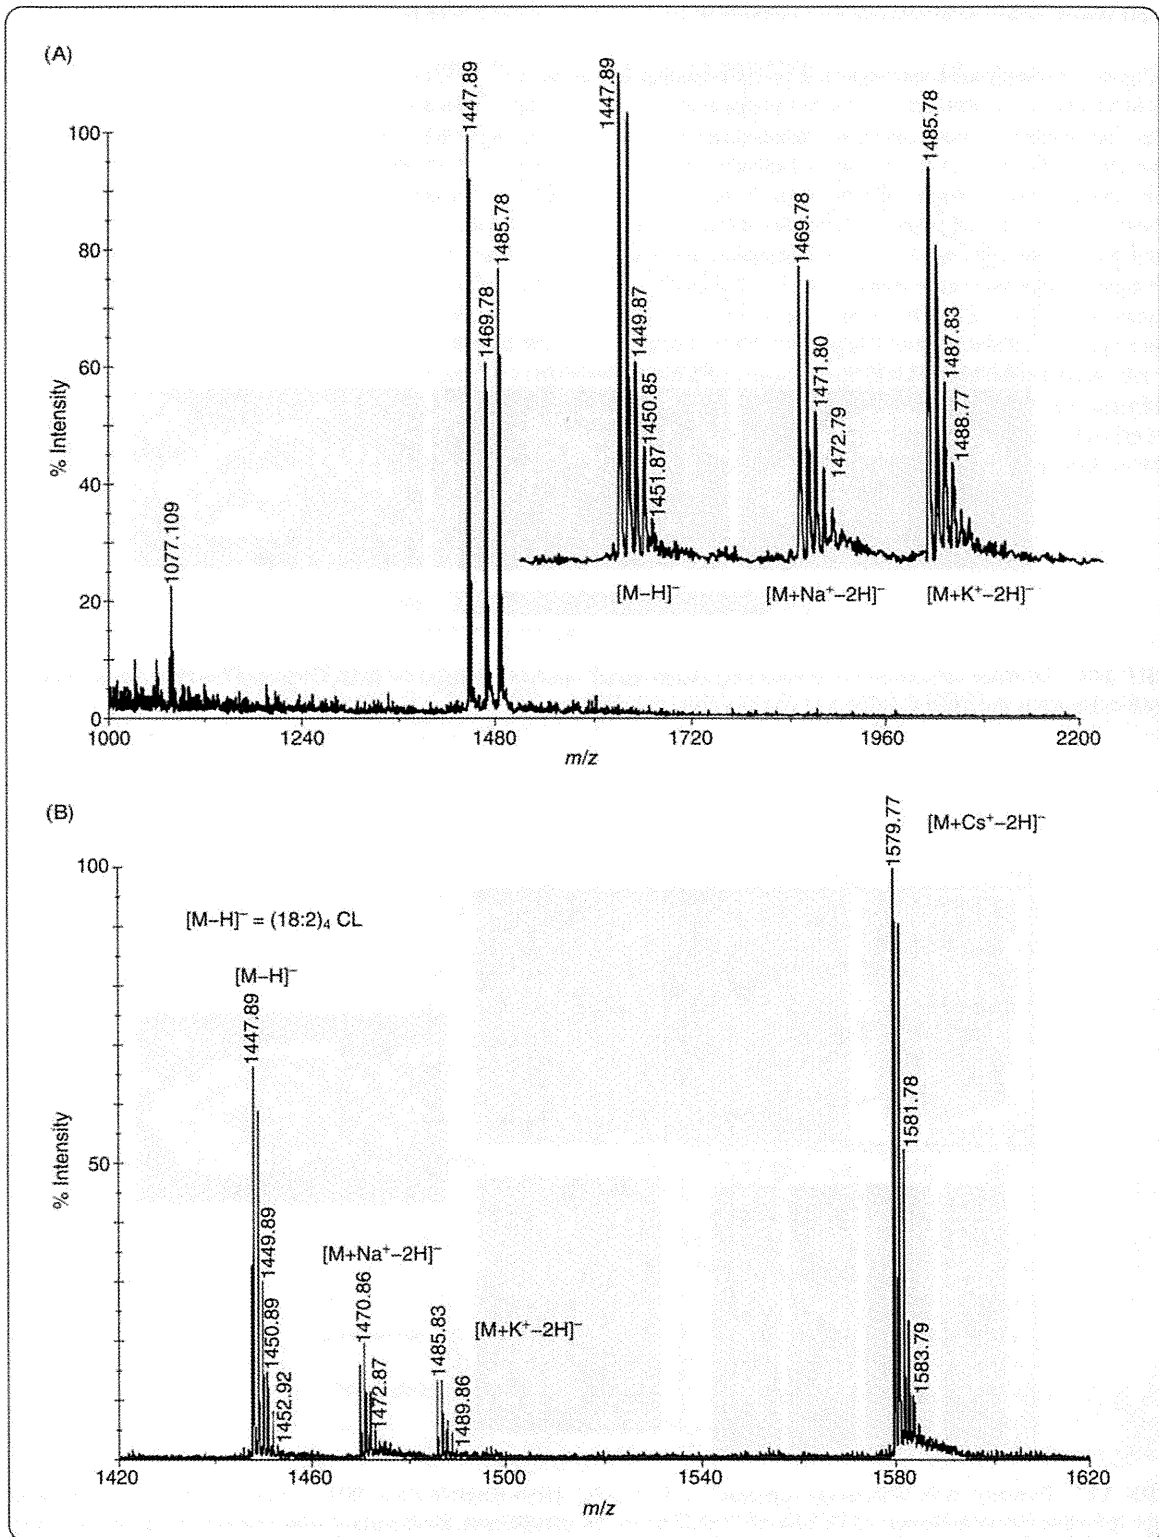 (A)
1447.89
1469.78
1485.78
1077.109
1447.89
1449.87
1450.85
1451.87
1469.78
1471.80
1472.79
1485.78
1487.83
1488.77
[M–H]⁻
[M+Na⁺–2H]⁻
[M+K⁺–2H]⁻
% Intensity
100
80
60
40
20
0
1000 1240 1480 1720 1960 2200
m/z
(B)
[M+Cs⁺–2H]⁻
1579.77
1581.78
1583.79
[M–H]⁻ = (18:2)₄ CL
[M–H]⁻
1447.89
1449.89
1450.89
1452.92
[M+Na⁺–2H]⁻
1470.86
1472.87
[M+K⁺–2H]⁻
1485.83
1489.86
% Intensity
100
50
1420 1460 1500 1540 1580 1620
m/z